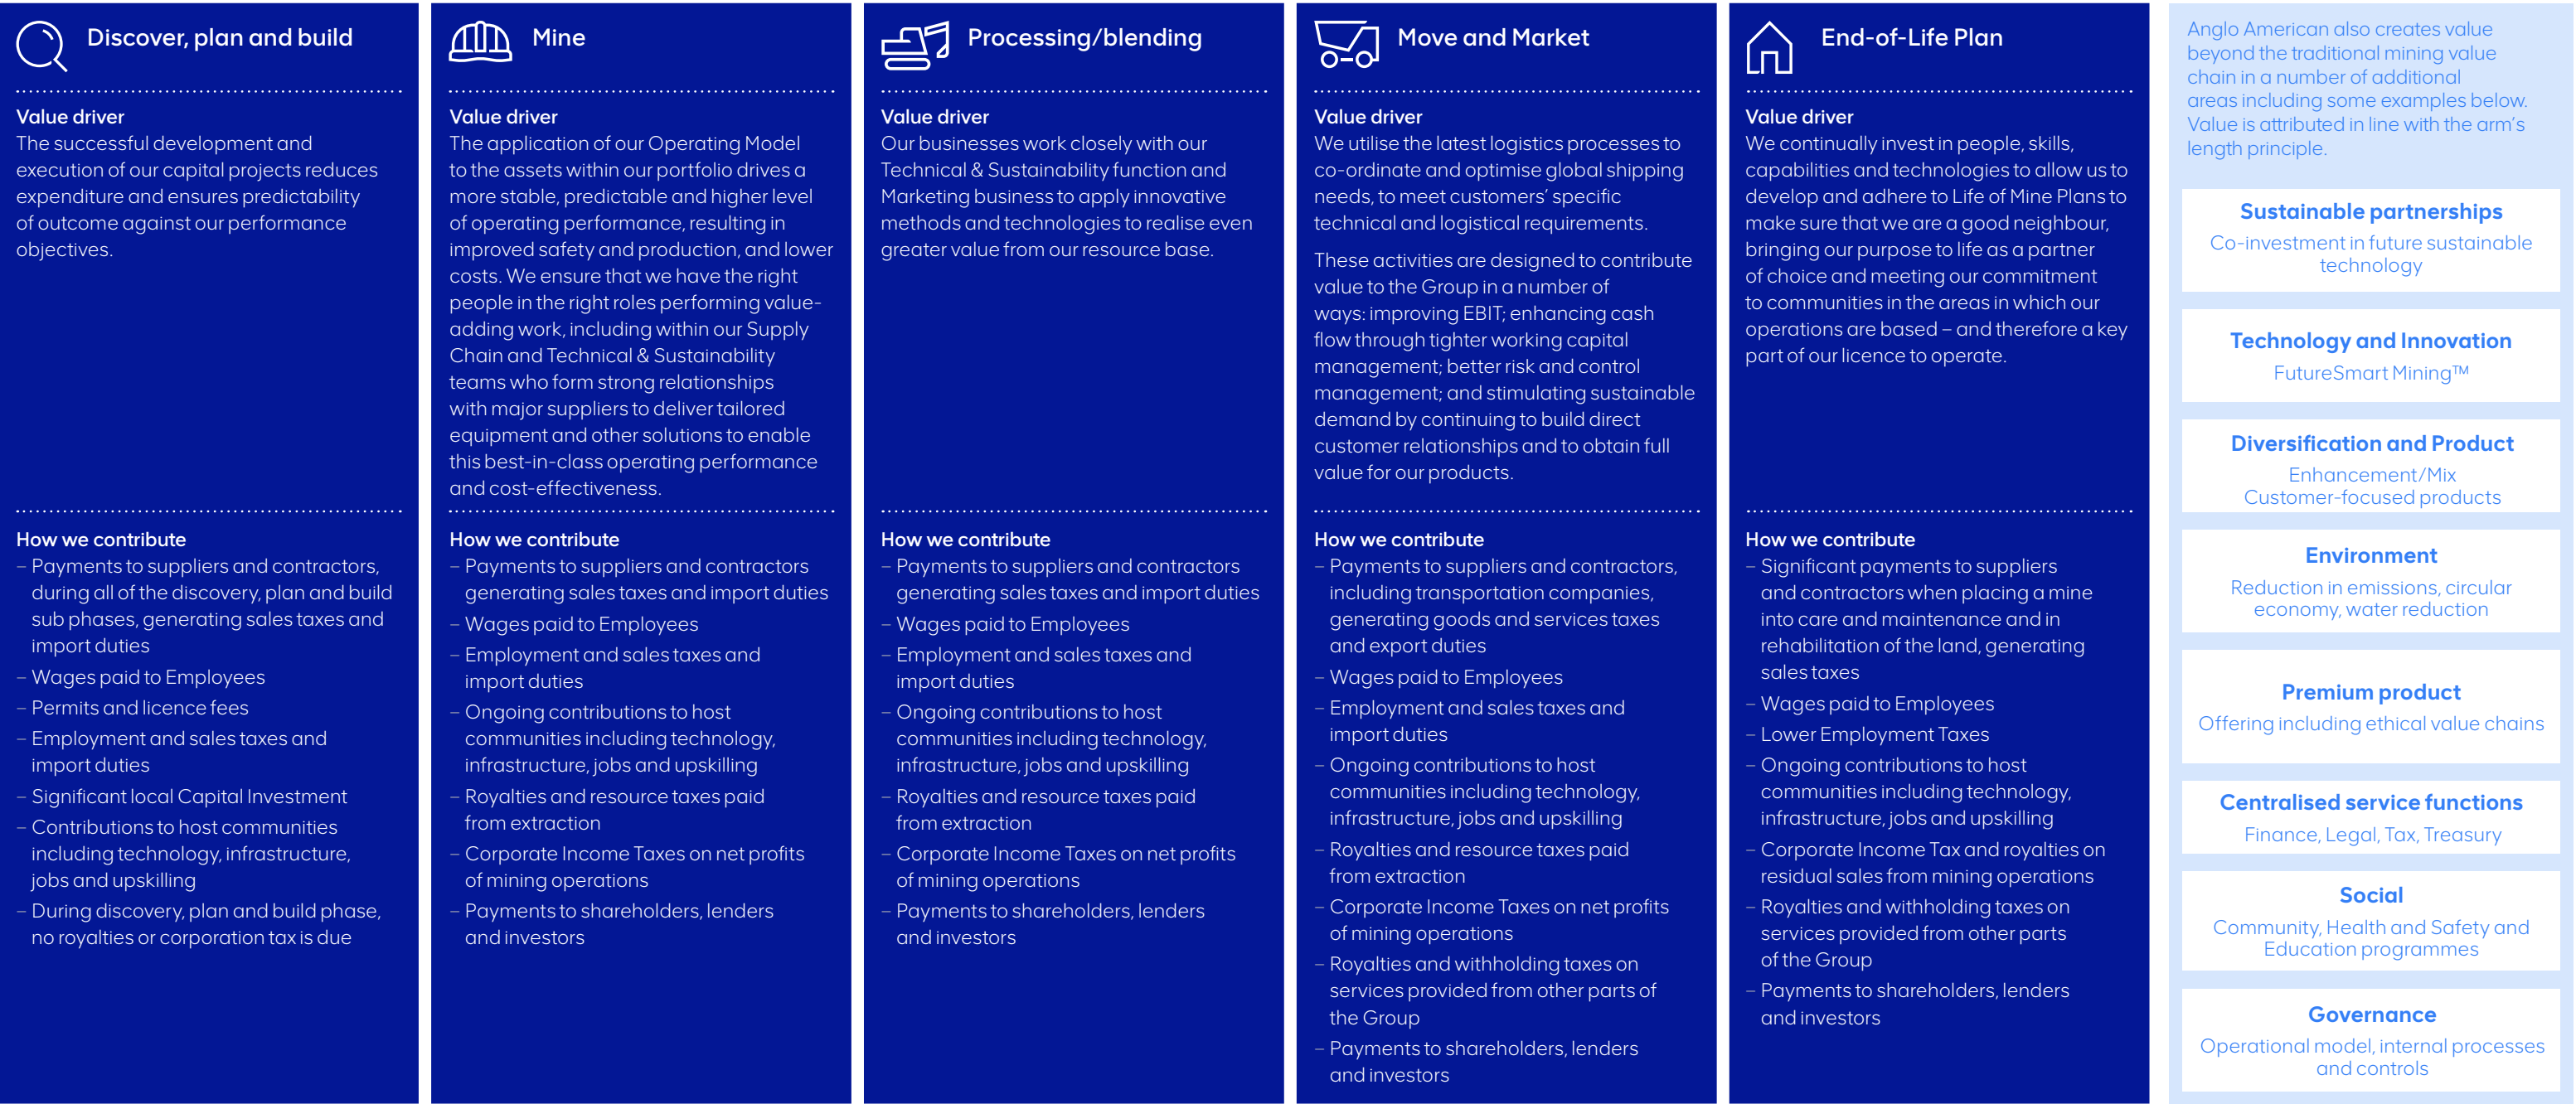 Discover, plan and build
Value driver
The successful development and
execution of our capital projects reduces
expenditure and ensures predictability
of outcome against our performance
objectives.
How we contribute
– Payments to suppliers and contractors,
during all of the discovery, plan and build
sub phases, generating sales taxes and
import duties
– Wages paid to Employees
– Permits and licence fees
– Employment and sales taxes and
import duties
– Significant local Capital Investment
– Contributions to host communities
including technology, infrastructure,
jobs and upskilling
– During discovery, plan and build phase,
no royalties or corporation tax is due
Mine
Value driver
The application of our Operating Model
to the assets within our portfolio drives a
more stable, predictable and higher level
of operating performance, resulting in
improved safety and production, and lower
costs. We ensure that we have the right
people in the right roles performing value-
adding work, including within our Supply
Chain and Technical & Sustainability
teams who form strong relationships
with major suppliers to deliver tailored
equipment and other solutions to enable
this best-in-class operating performance
and cost-effectiveness.
How we contribute
– Payments to suppliers and contractors
generating sales taxes and import duties
– Wages paid to Employees
– Employment and sales taxes and
import duties
– Ongoing contributions to host
communities including technology,
infrastructure, jobs and upskilling
– Royalties and resource taxes paid
from extraction
– Corporate Income Taxes on net profits
of mining operations
– Payments to shareholders, lenders
and investors
Processing/blending
Value driver
Our businesses work closely with our
Technical & Sustainability function and
Marketing business to apply innovative
methods and technologies to realise even
greater value from our resource base.
How we contribute
– Payments to suppliers and contractors
generating sales taxes and import duties
– Wages paid to Employees
– Employment and sales taxes and
import duties
– Ongoing contributions to host
communities including technology,
infrastructure, jobs and upskilling
– Royalties and resource taxes paid
from extraction
– Corporate Income Taxes on net profits
of mining operations
– Payments to shareholders, lenders
and investors
Move and Market
Value driver
We utilise the latest logistics processes to
co-ordinate and optimise global shipping
needs, to meet customers’ specific
technical and logistical requirements.
These activities are designed to contribute
value to the Group in a number of
ways: improving EBIT; enhancing cash
flow through tighter working capital
management; better risk and control
management; and stimulating sustainable
demand by continuing to build direct
customer relationships and to obtain full
value for our products.
How we contribute
– Payments to suppliers and contractors,
including transportation companies,
generating goods and services taxes
and export duties
– Wages paid to Employees
– Employment and sales taxes and
import duties
– Ongoing contributions to host
communities including technology,
infrastructure, jobs and upskilling
– Royalties and resource taxes paid
from extraction
– Corporate Income Taxes on net profits
of mining operations
– Royalties and withholding taxes on
services provided from other parts of
the Group
– Payments to shareholders, lenders
and investors
End-of-Life Plan
Value driver
We continually invest in people, skills,
capabilities and technologies to allow us to
develop and adhere to Life of Mine Plans to
make sure that we are a good neighbour,
bringing our purpose to life as a partner
of choice and meeting our commitment
to communities in the areas in which our
operations are based – and therefore a key
part of our licence to operate.
How we contribute
– Significant payments to suppliers
and contractors when placing a mine
into care and maintenance and in
rehabilitation of the land, generating
sales taxes
– Wages paid to Employees
– Lower Employment Taxes
– Ongoing contributions to host
communities including technology,
infrastructure, jobs and upskilling
– Corporate Income Tax and royalties on
residual sales from mining operations
– Royalties and withholding taxes on
services provided from other parts
of the Group
– Payments to shareholders, lenders
and investors
Anglo American also creates value
beyond the traditional mining value
chain in a number of additional
areas including some examples below.
Value is attributed in line with the arm’s
length principle.
Sustainable partnerships
Co-investment in future sustainable
technology
Technology and Innovation
FutureSmart Mining™
Diversification and Product
Enhancement/Mix
Customer-focused products
Environment
Reduction in emissions, circular
economy, water reduction
Premium product
Offering including ethical value chains
Centralised service functions
Finance, Legal, Tax, Treasury
Social
Community, Health and Safety and
Education programmes
Governance
Operational model, internal processes
and controls